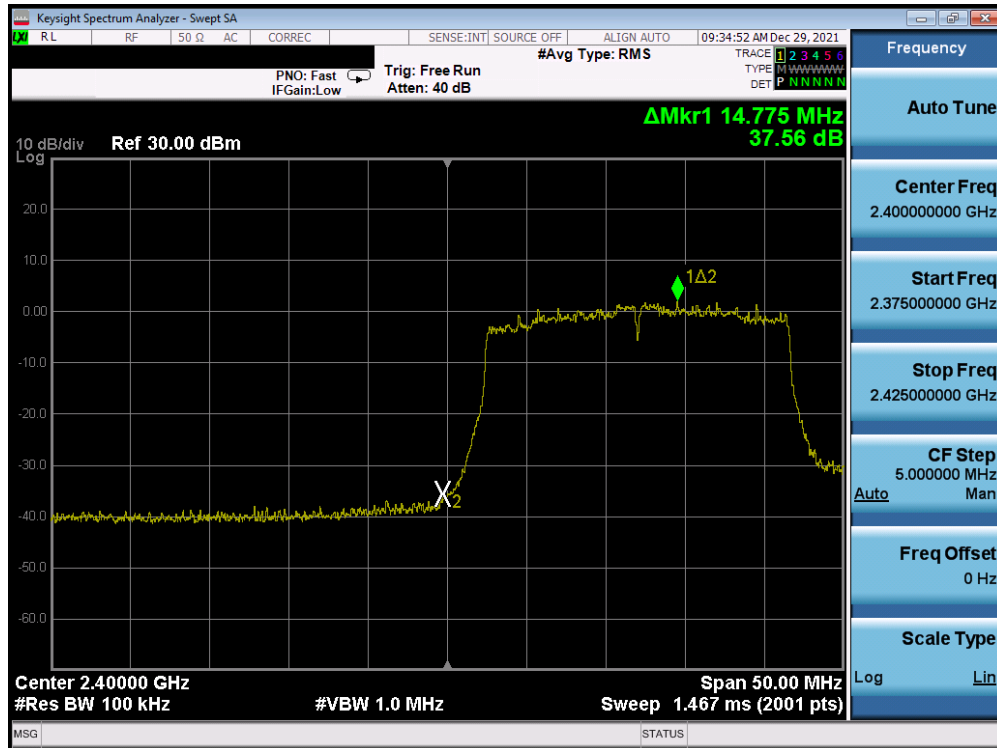 Keysight Spectrum Analyzer - Swept SA
LXI RL RF 50 Ω AC CORREC SENSE:INT SOURCE OFF ALIGN AUTO 09:34:52 AM Dec 29, 2021
#Avg Type: RMS
TRACE 1 2 3 4 5 6
TYPE M WWWWW
DET P N N N N N
PNO: Fast
IFGain:Low
Trig: Free Run
Atten: 40 dB
ΔMkr1 14.775 MHz
37.56 dB
10 dB/div Ref 30.00 dBm
Log
20.0
10.0
0.00
-10.0
-20.0
-30.0
-40.0
-50.0
-60.0
1Δ2
X2
Center 2.40000 GHz Span 50.00 MHz
#Res BW 100 kHz #VBW 1.0 MHz Sweep 1.467 ms (2001 pts)
MSG STATUS
Frequency
Auto Tune
Center Freq
2.400000000 GHz
Start Freq
2.375000000 GHz
Stop Freq
2.425000000 GHz
CF Step
5.000000 MHz
Auto Man
Freq Offset
0 Hz
Scale Type
Log Lin